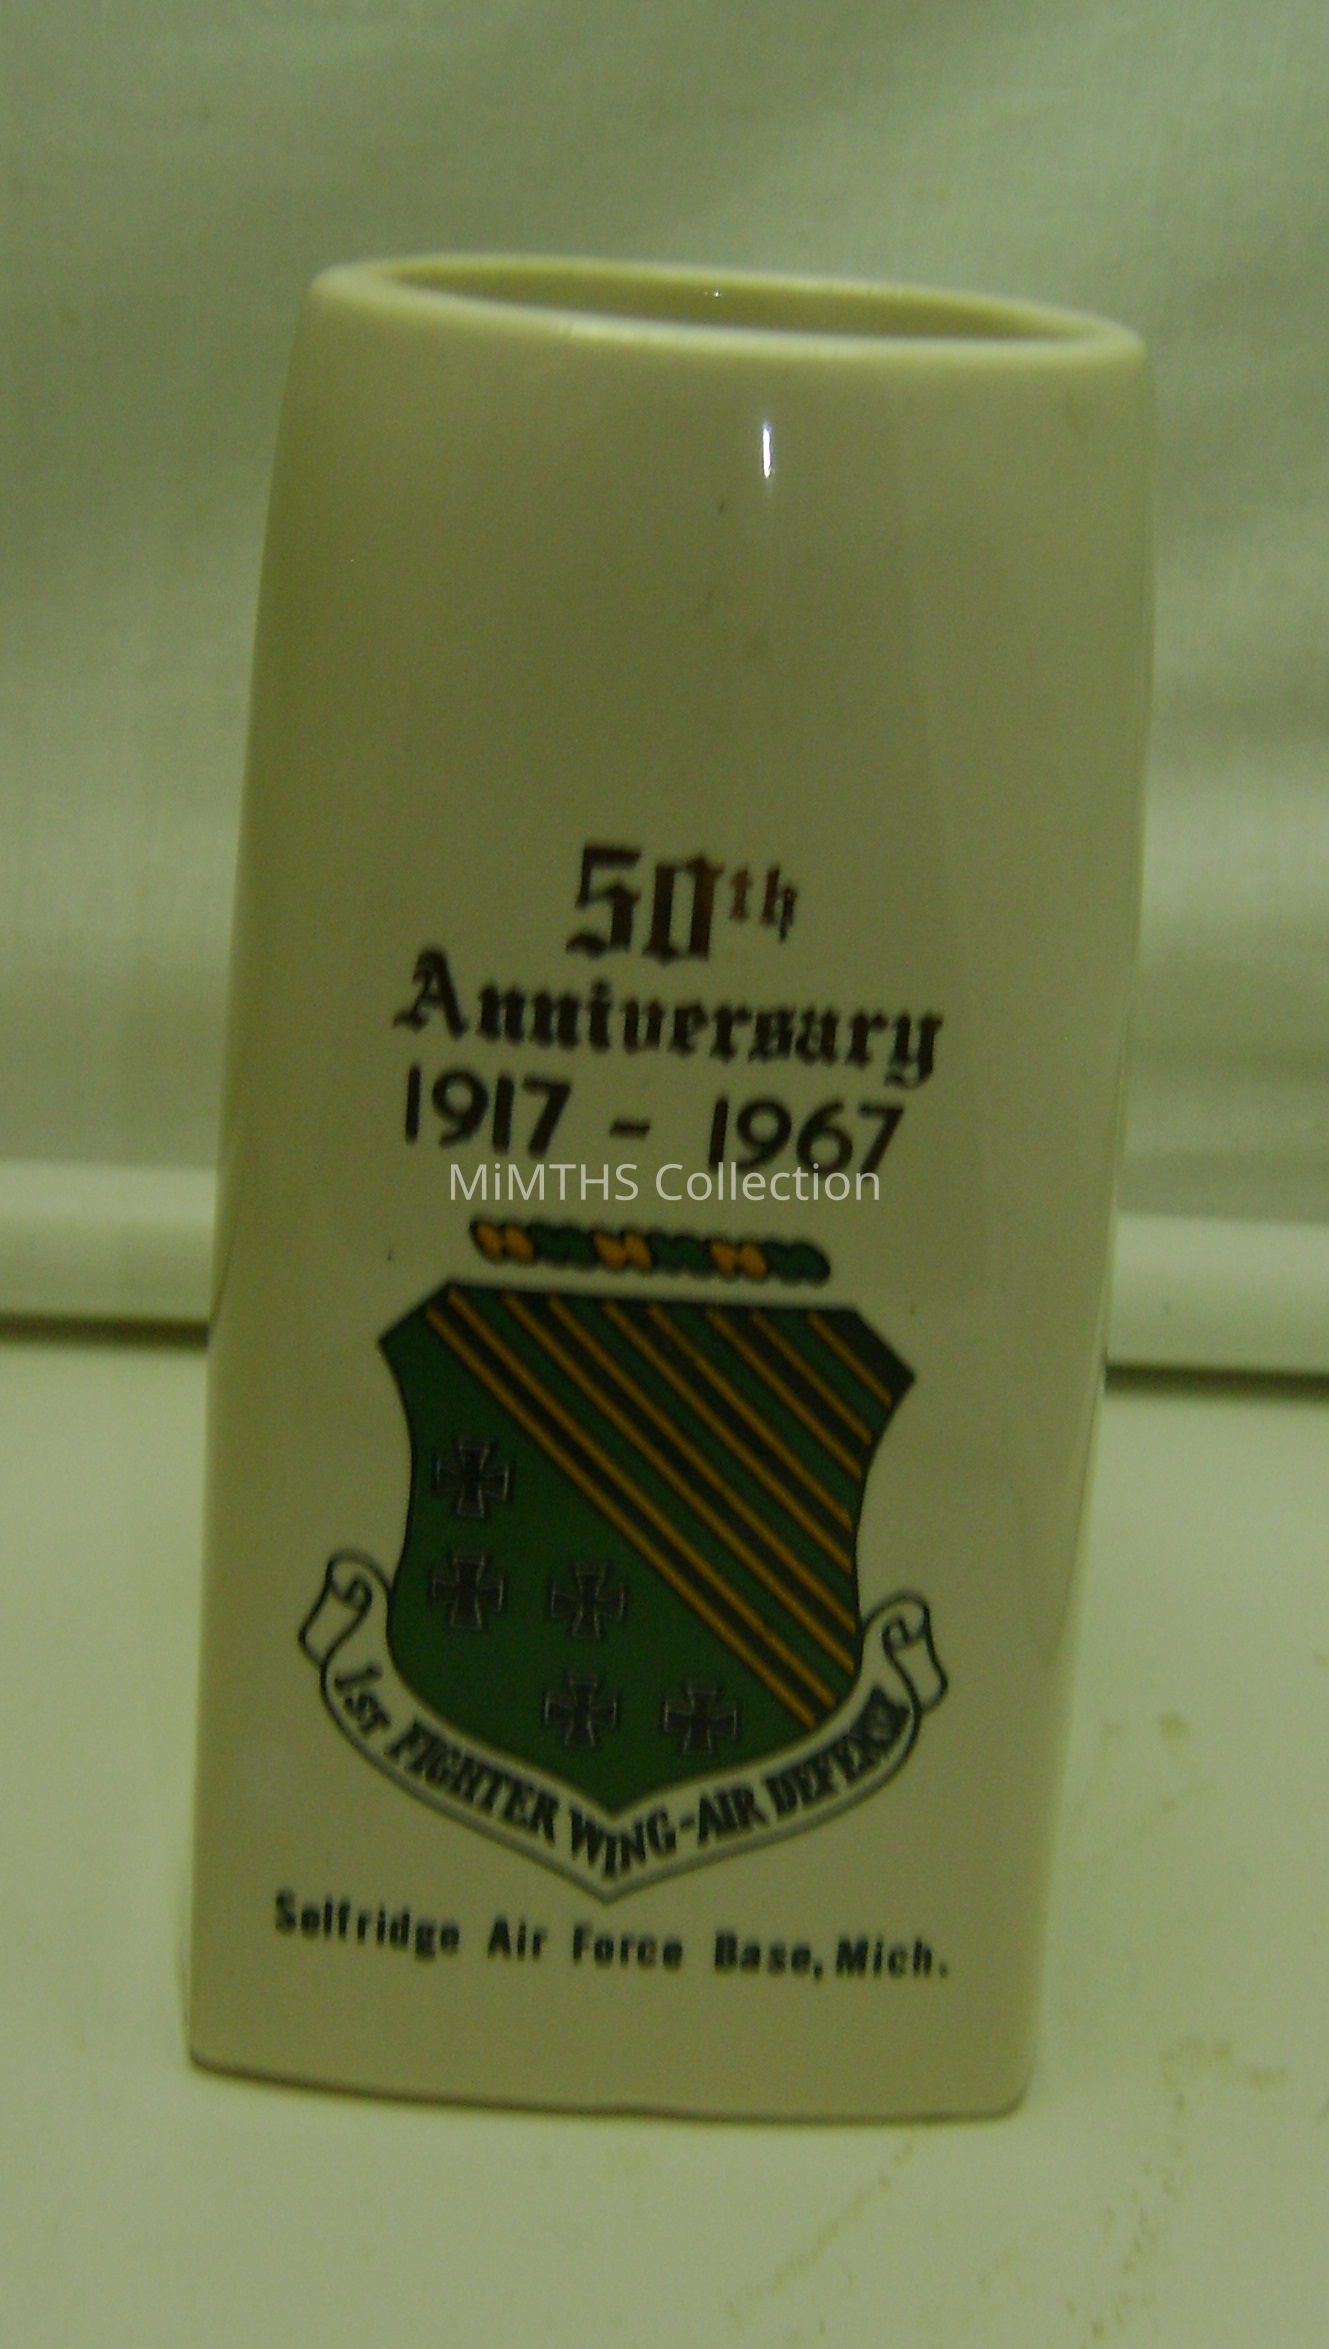 50th
Anniversary
1917 - 1967
MiMTHS Collection
1ST FIGHTER WING-AIR DEFENSE
Selfridge Air Force Base, Mich.